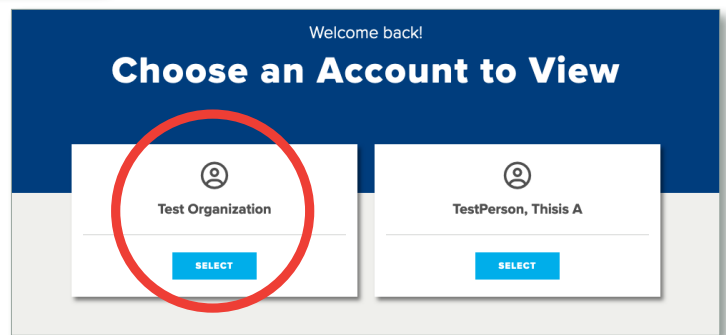 Welcome back!
Choose an Account to View
Test Organization
SELECT
TestPerson, Thisis A
SELECT